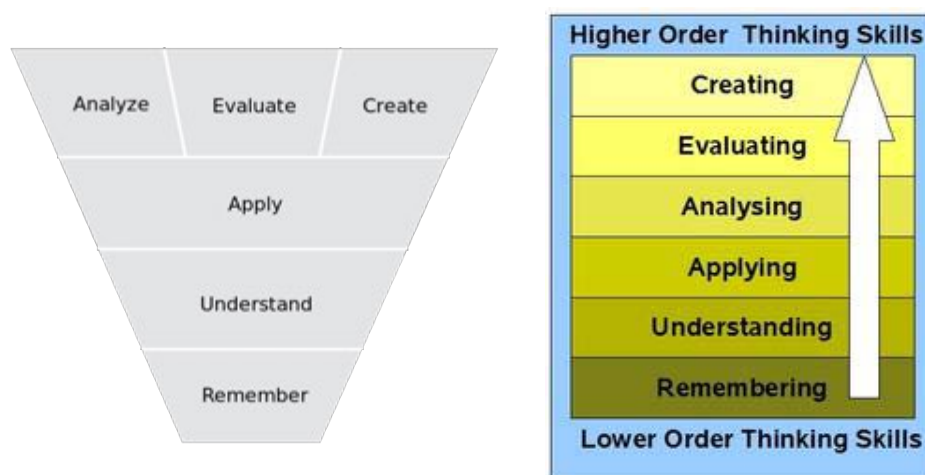 Analyze Evaluate Create
Apply
Understand
Remember
Higher Order Thinking Skills
Creating
Evaluating
Analysing
Applying
Understanding
Remembering
Lower Order Thinking Skills